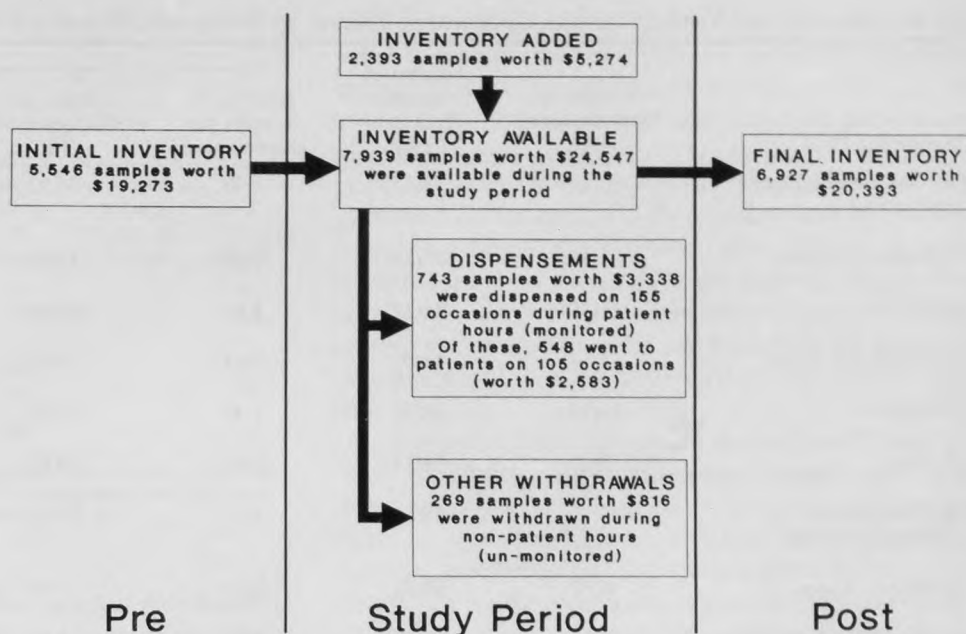 INVENTORY ADDED
2,393 samples worth $5,274
INITIAL INVENTORY
5,546 samples worth
$19,273
INVENTORY AVAILABLE
7,939 samples worth $24,547
were available during the
study period
FINAL. INVENTORY
6,927 samples worth
$20,393
DISPENSEMENTS
743 samples worth $3,338
were dispensed on 155
occasions during patient
hours (monitored)
Of these, 548 went to
patients on 105 occasions
(worth $2,583)
OTHER WITHDRAWALS
269 samples worth $816
were withdrawn during
non-patient hours
(un-monitored)
Pre
Study Period
Post